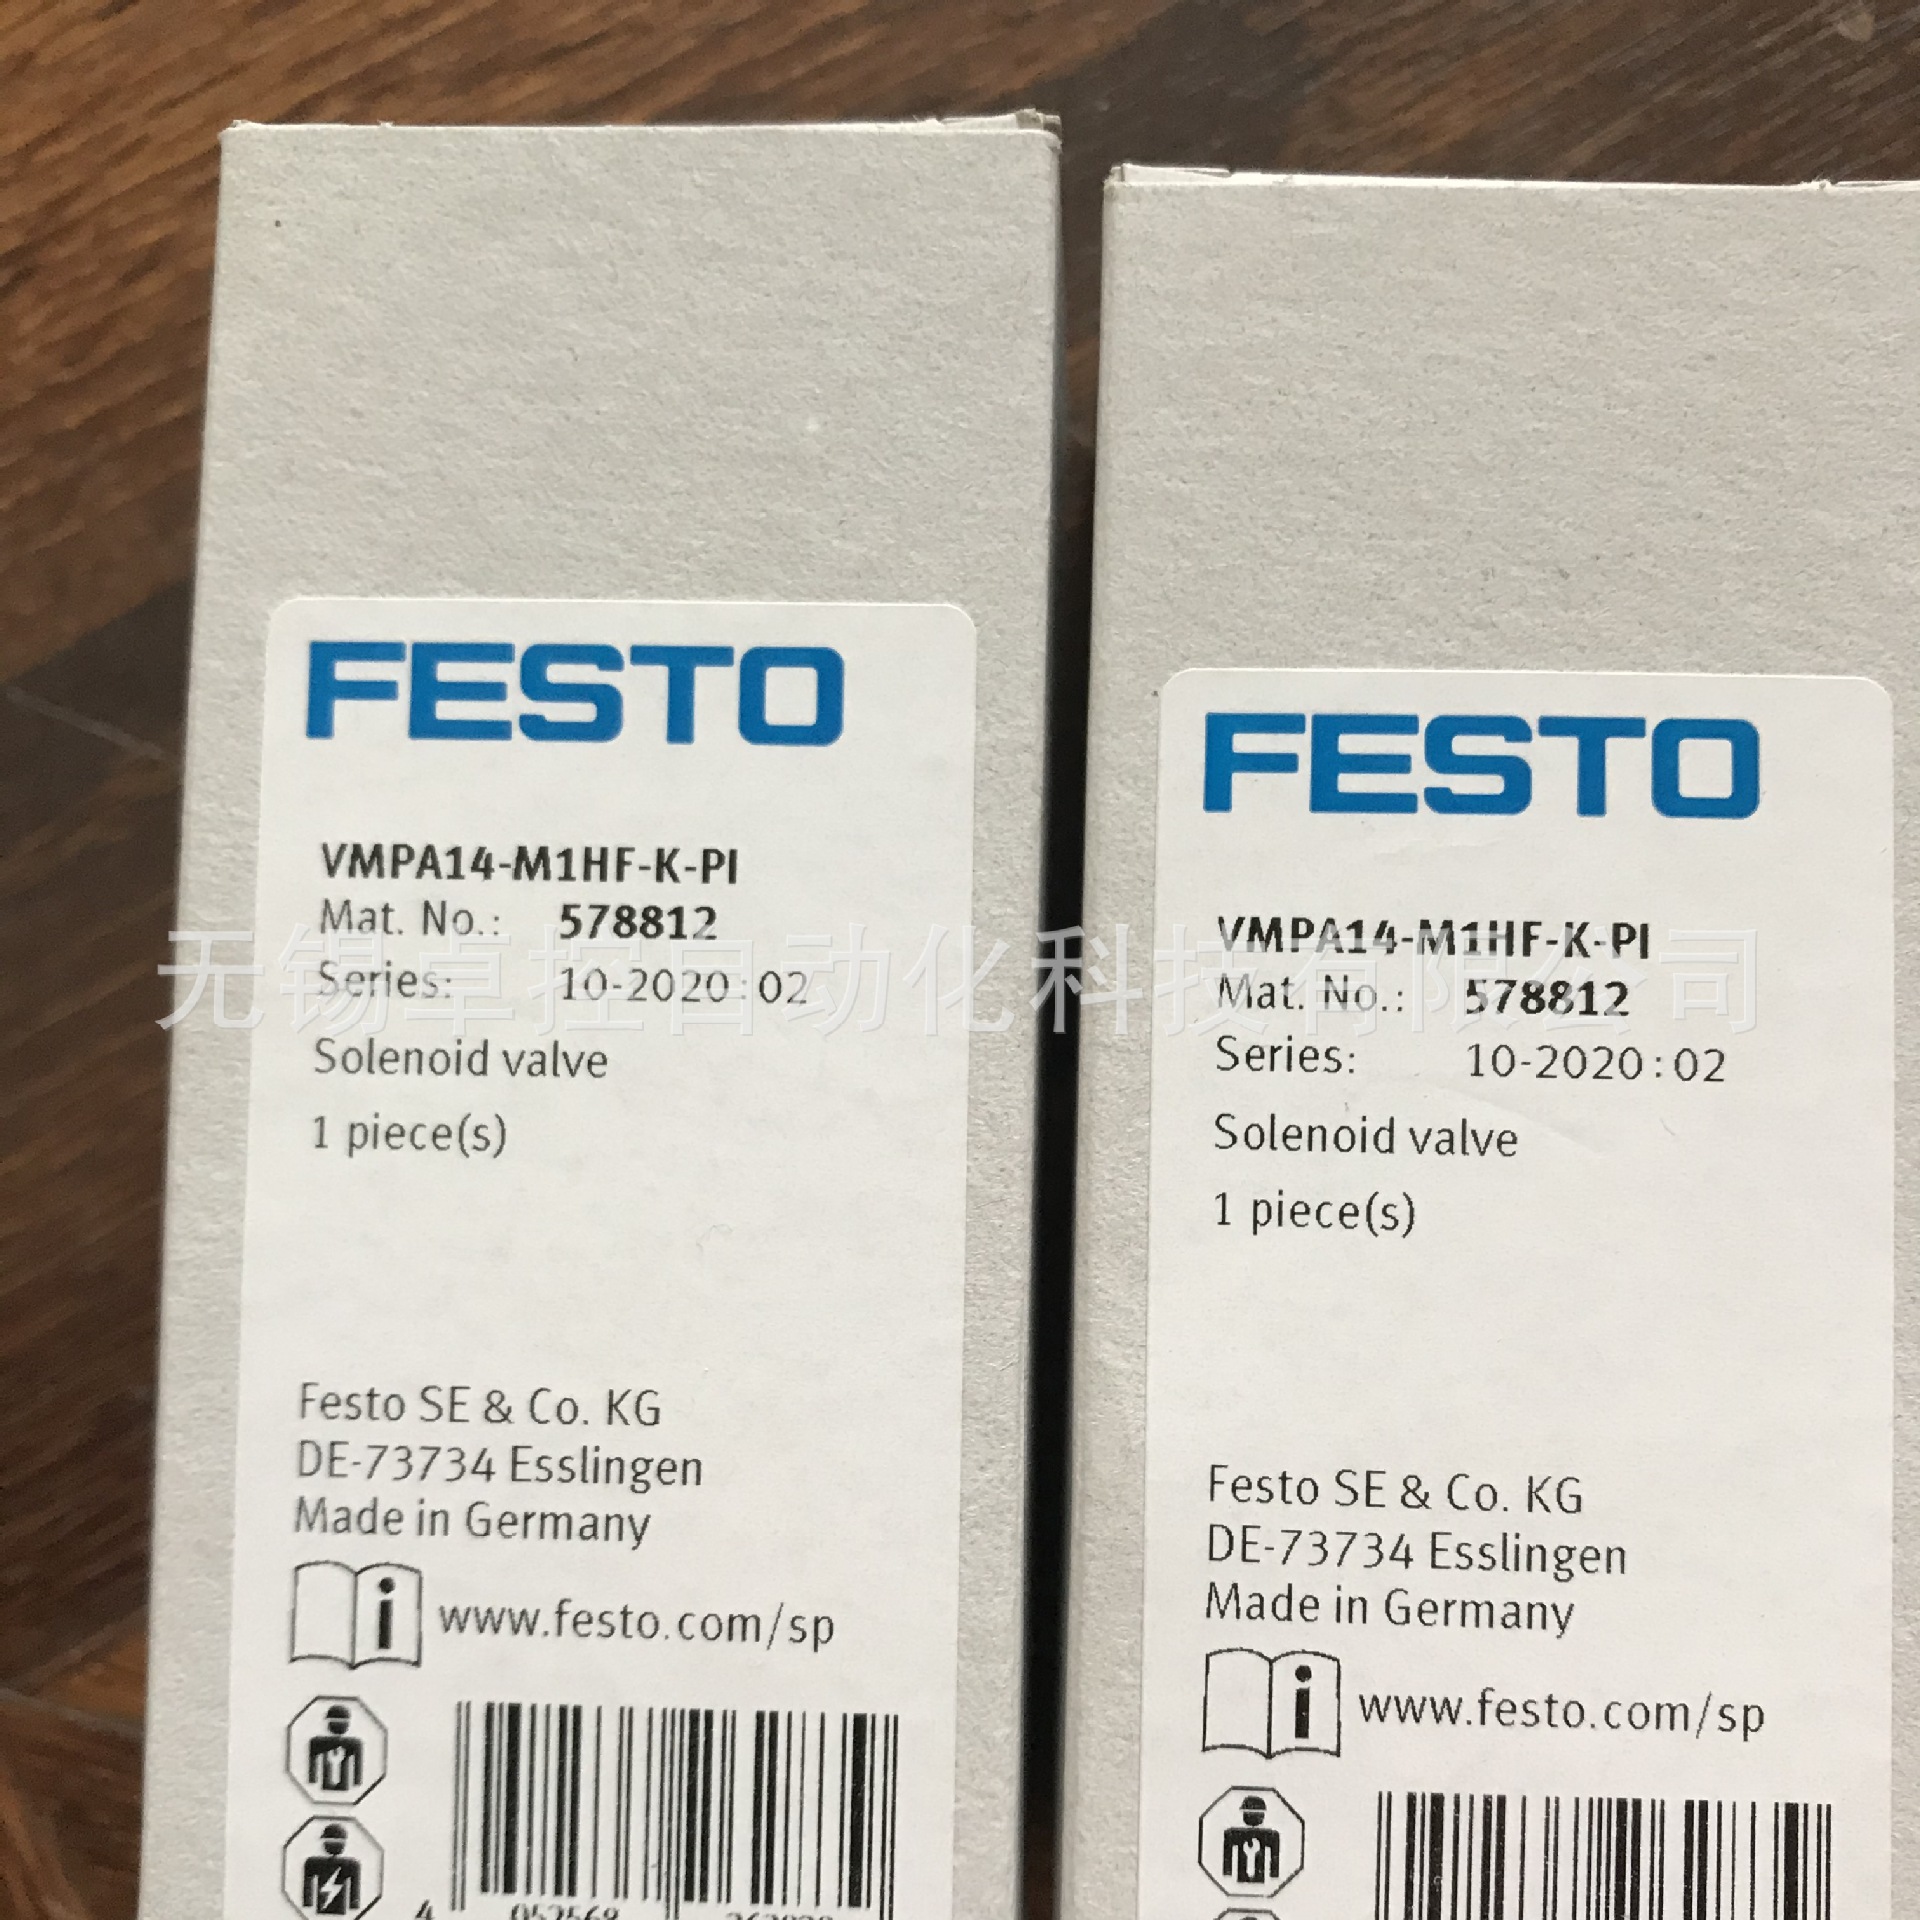 FESTO
VMPA14-M1HF-K-PI
Mat. No.: 578812
Series: 10-2020:02
Solenoid valve
1 piece(s)
Festo SE & Co. KG
DE-73734 Esslingen
Made in Germany
www.festo.com/sp
4 052568
FESTO
VMPA14-M1HF-K-PI
Mat. No.: 578812
Series: 10-2020:02
Solenoid valve
1 piece(s)
Festo SE & Co. KG
DE-73734 Esslingen
Made in Germany
www.festo.com/sp
无锡卓控自动化科技有限公司